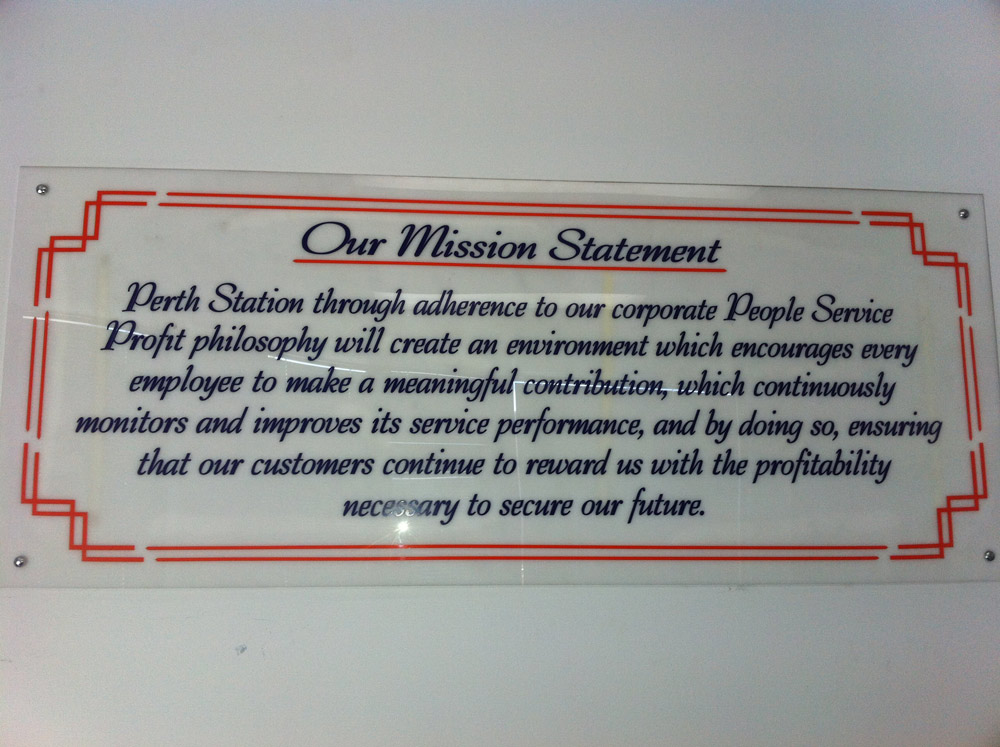 Our Mission Statement
Perth Station through adherence to our corporate People Service
Profit philosophy will create an environment which encourages every
employee to make a meaningful contribution, which continuously
monitors and improves its service performance, and by doing so, ensuring
that our customers continue to reward us with the profitability
necessary to secure our future.